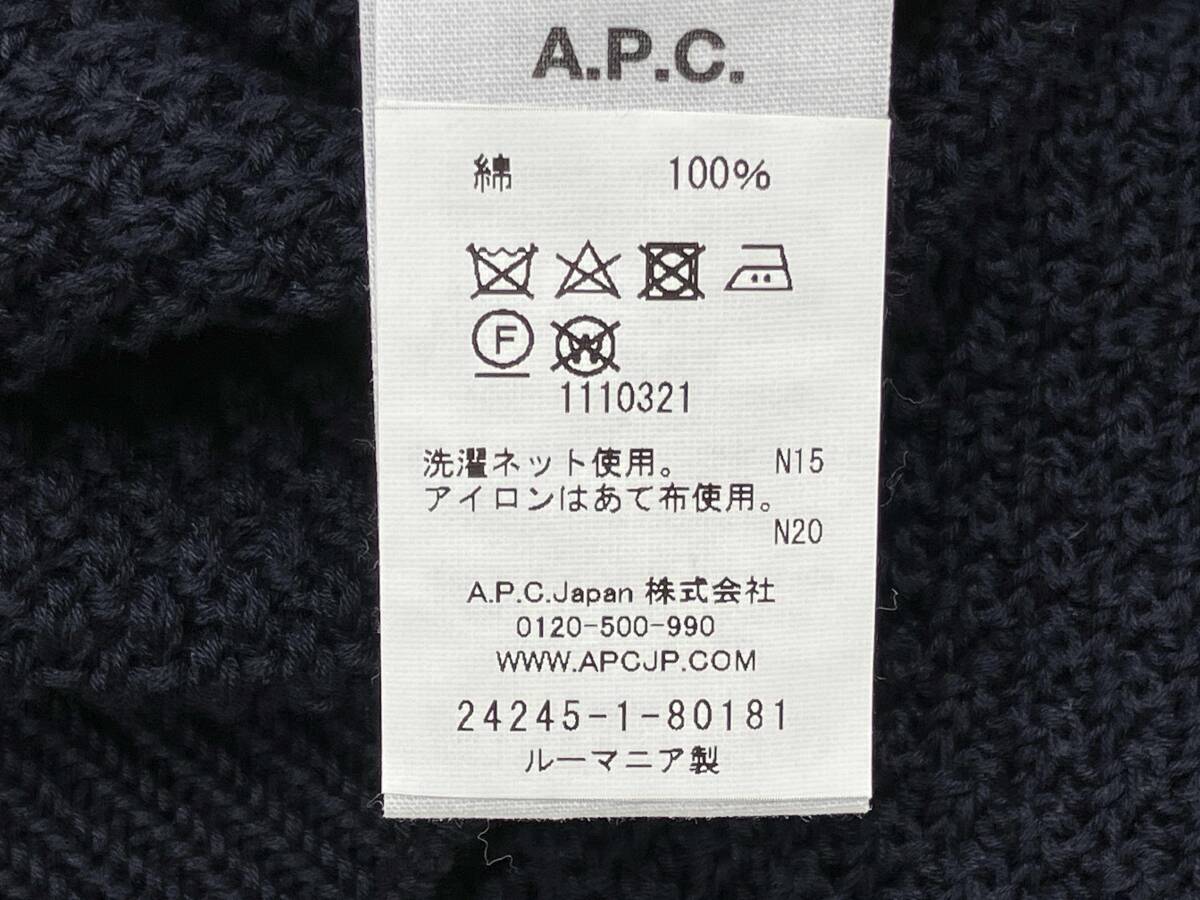 A.P.C.
綿 100%
F
W
1110321
洗濯ネット使用。 N15
アイロンはあて布使用。
N20
A.P.C.Japan 株式会社
0120-500-990
WWW.APCJP.COM
24245-1-80181
ルーマニア製